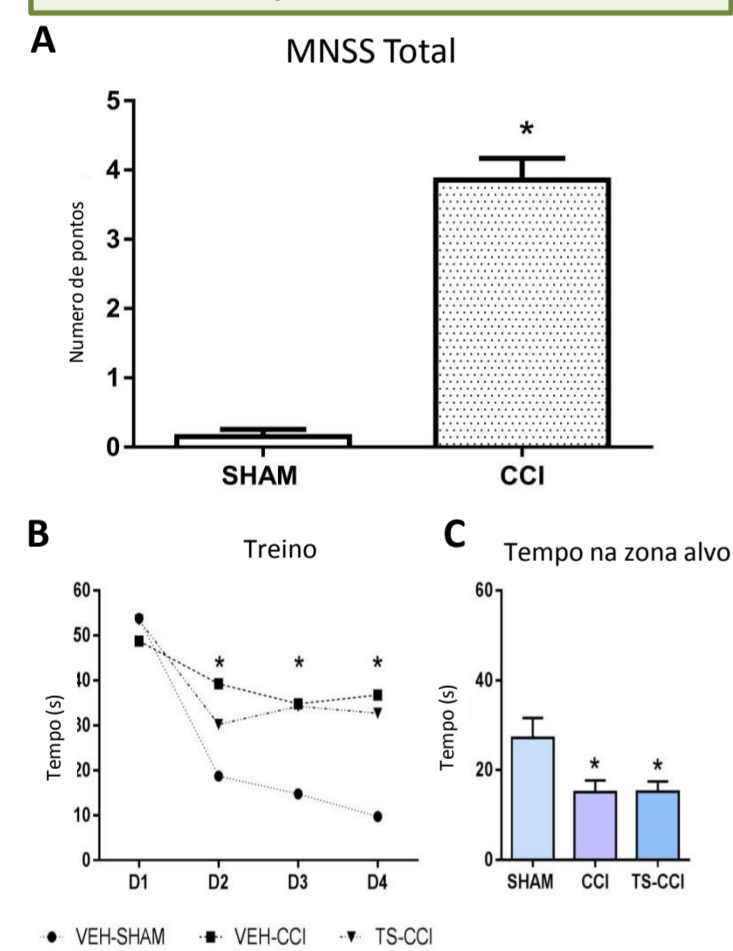 A
MNSS Total
5
4
3
2
1
0
Numero de pontos
*
SHAM
CCI
B
Treino
60
50
40
30
20
10
0
Tempo (s)
* * *
D1 D2 D3 D4
VEH-SHAM VEH-CCI TS-CCI
C
Tempo na zona alvo
60
40
20
0
Tempo (s)
* *
SHAM CCI TS-CCI